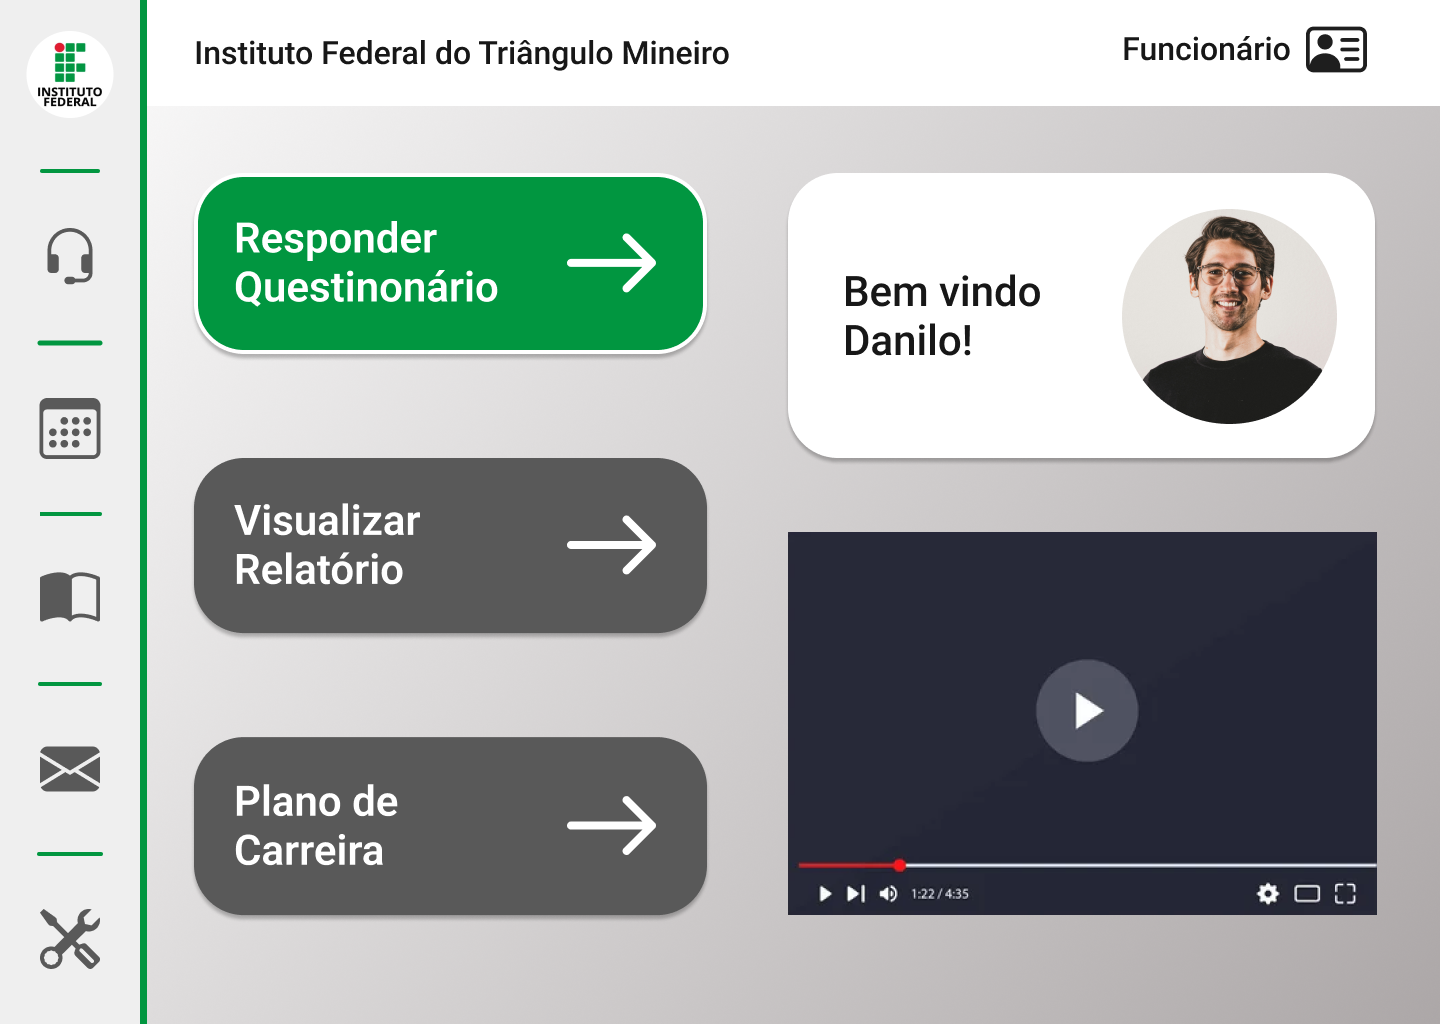 INSTITUTO
FEDERAL
Instituto Federal do Triângulo Mineiro
Funcionário
Responder
Questinonário
Bem vindo
Danilo!
Visualizar
Relatório
Plano de
Carreira
1:22 / 4:35